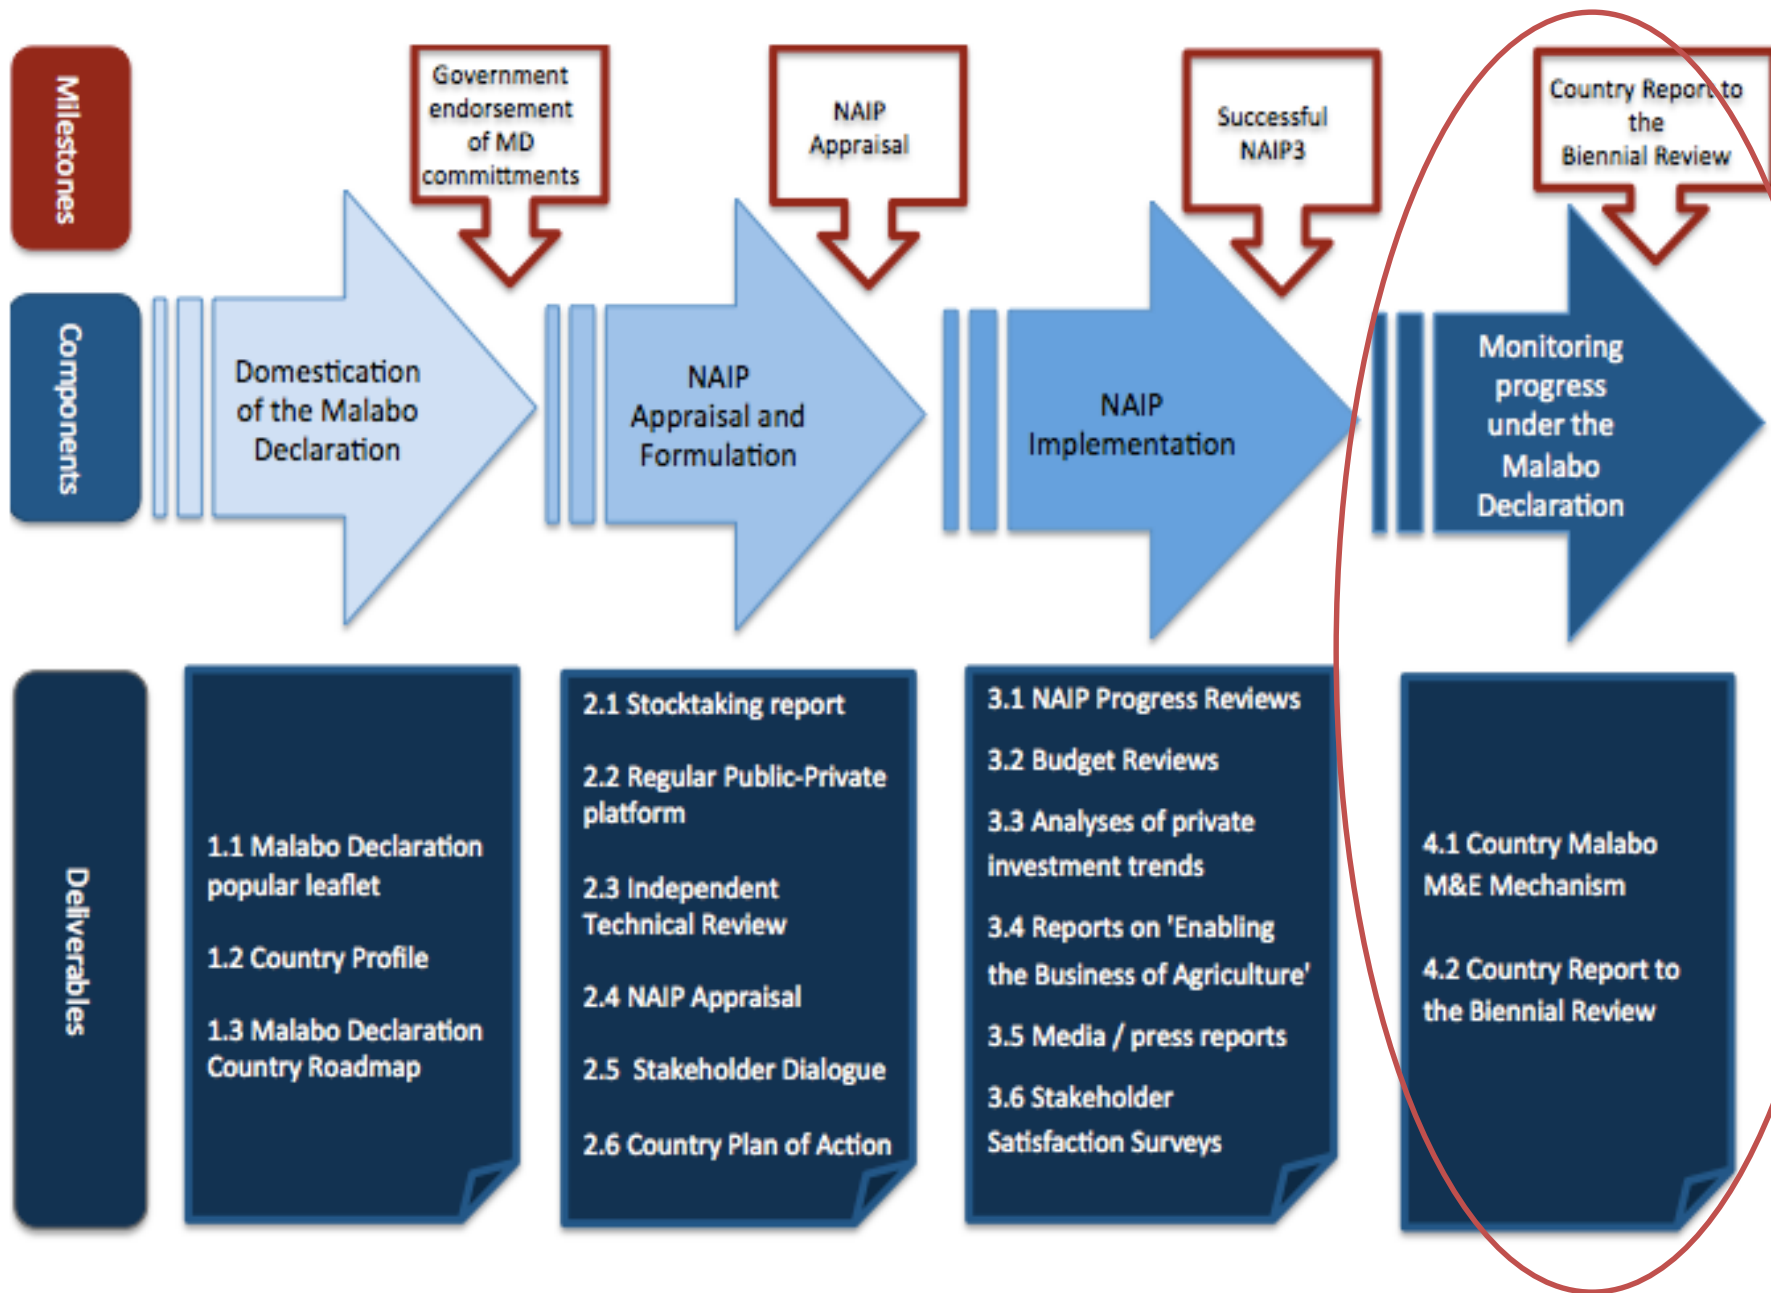 Milestones
Government
endorsement
of MD
committments
NAIP
Appraisal
Successful
NAIP3
Country Report to
the
Biennial Review
Components
Domestication
of the Malabo
Declaration
NAIP
Appraisal and
Formulation
NAIP
Implementation
Monitoring
progress
under the
Malabo
Declaration
Deliverables
1.1 Malabo Declaration
popular leaflet
1.2 Country Profile
1.3 Malabo Declaration
Country Roadmap
2.1 Stocktaking report
2.2 Regular Public-Private
platform
2.3 Independent
Technical Review
2.4 NAIP Appraisal
2.5 Stakeholder Dialogue
2.6 Country Plan of Action
3.1 NAIP Progress Reviews
3.2 Budget Reviews
3.3 Analyses of private
investment trends
3.4 Reports on 'Enabling
the Business of Agriculture'
3.5 Media / press reports
3.6 Stakeholder
Satisfaction Surveys
4.1 Country Malabo
M&E Mechanism
4.2 Country Report to
the Biennial Review